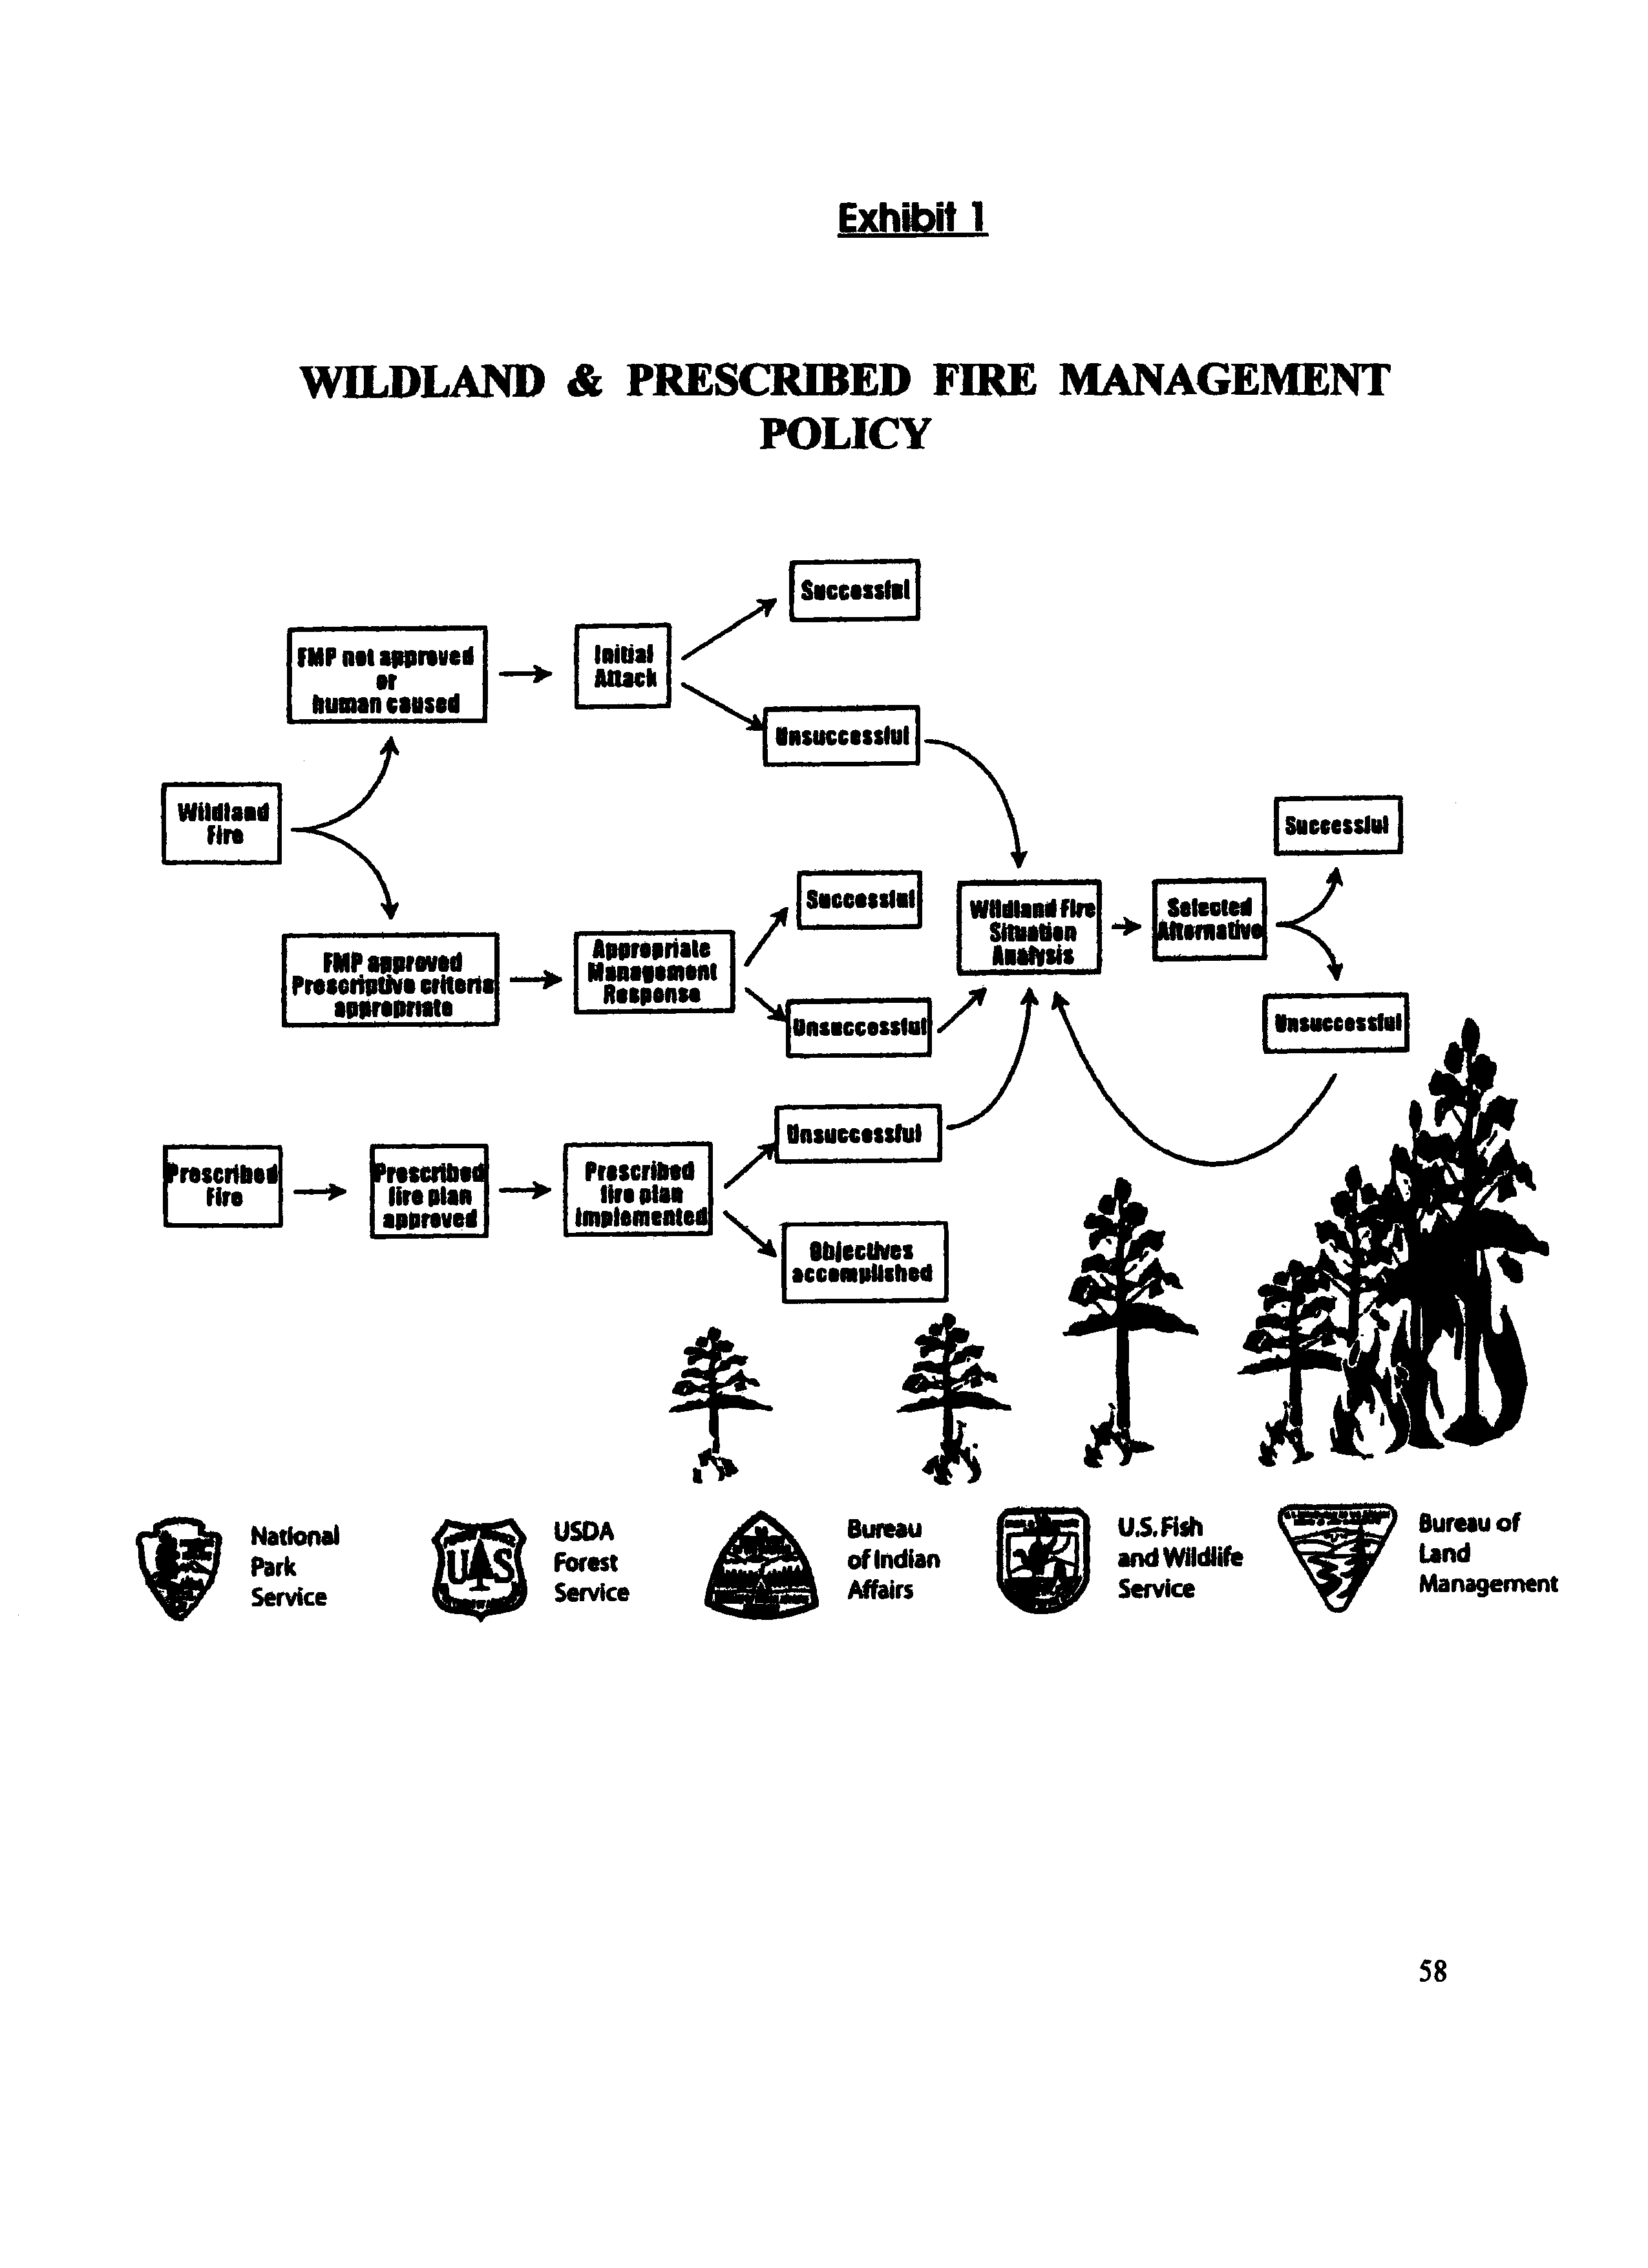 Exhibit 1
WILDLAND & PRESCRIBED FIRE MANAGEMENT
POLICY
Successful
FMP not approved
or
human caused
Initial
Attack
Unsuccessful
Wildland
Fire
Successful
Successful
FMP approved
Prescriptive criteria
appropriate
Appropriate
Management
Response
Wildland Fire
Situation
Analysis
Selected
Alternative
Unsuccessful
Unsuccessful
Unsuccessful
Prescribed
Fire
Prescribed
fire plan
approved
Prescribed
fire plan
implemented
Objectives
accomplished
National
Park
Service
UAS
USDA
Forest
Service
Bureau
of Indian
Affairs
U.S. Fish
and Wildlife
Service
Bureau of
Land
Management
58